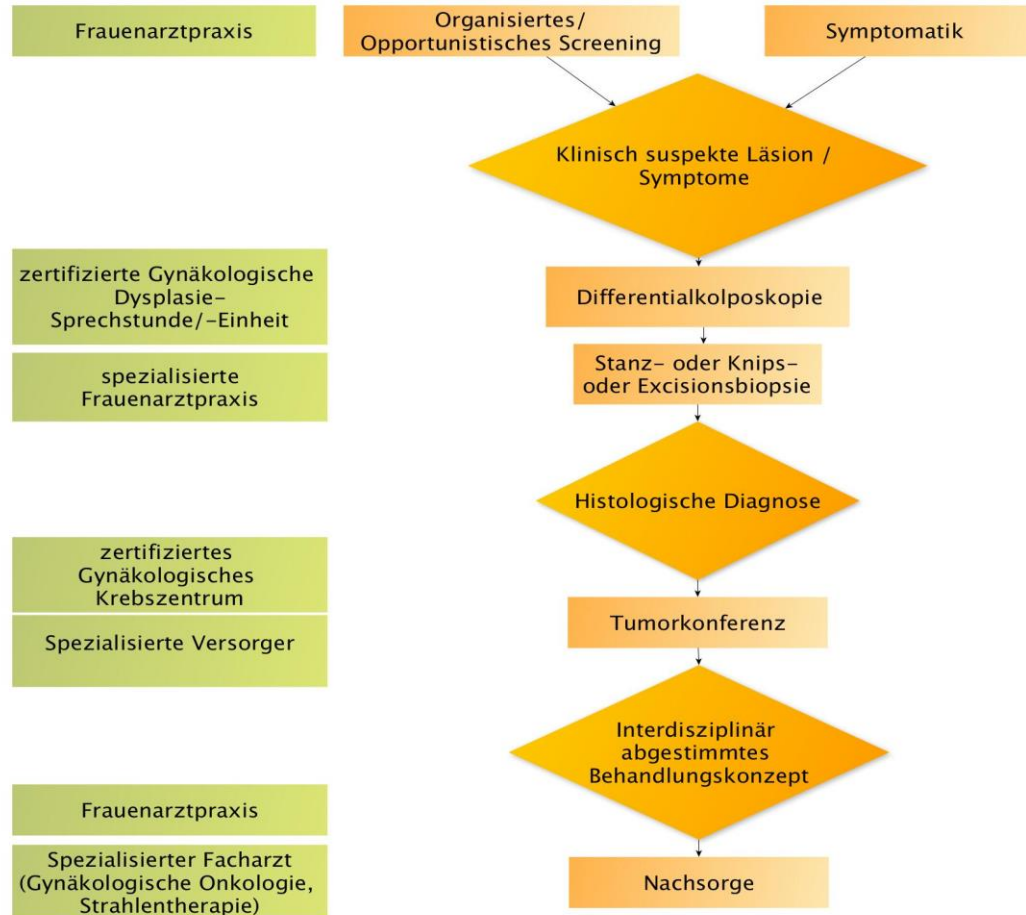 Frauenarztpraxis
Organisiertes/
Opportunistisches Screening
Symptomatik
Klinisch suspekte Läsion /
Symptome
zertifizierte Gynäkologische
Dysplasie-
Sprechstunde/-Einheit
Differentialkolposkopie
spezialisierte
Frauenarztpraxis
Stanz- oder Knips-
oder Excisionsbiopsie
Histologische Diagnose
zertifiziertes
Gynäkologisches
Krebszentrum
Tumorkonferenz
Spezialisierte Versorger
Interdisziplinär
abgestimmtes
Behandlungskonzept
Frauenarztpraxis
Spezialisierter Facharzt
(Gynäkologische Onkologie,
Strahlentherapie)
Nachsorge